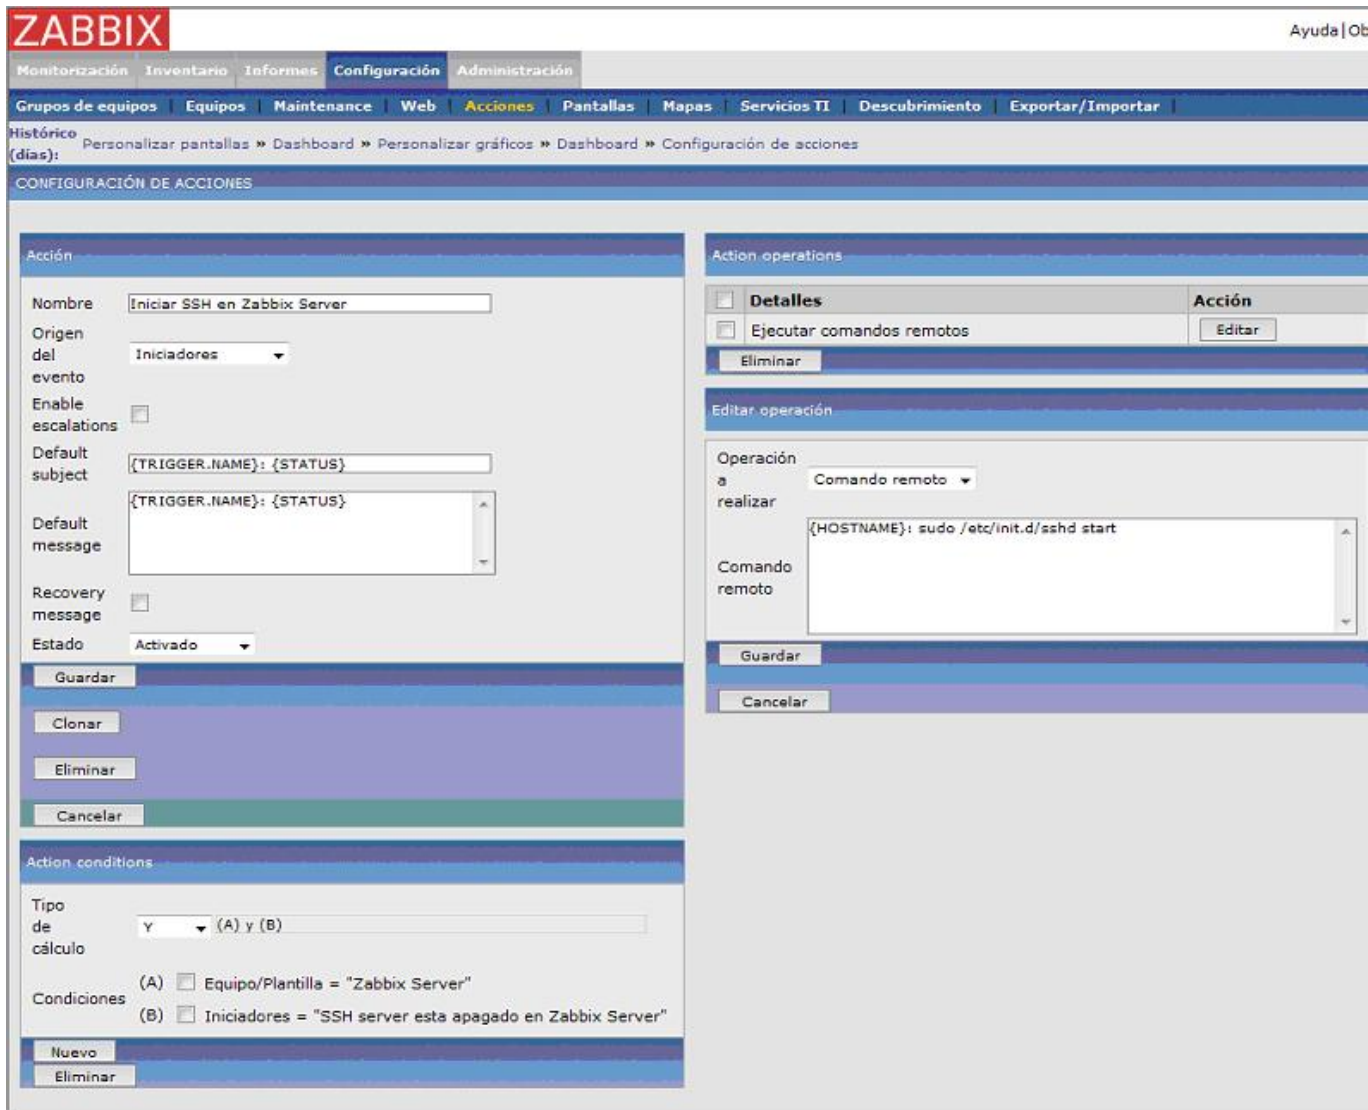 ZABBIX
Ayuda|Ob
Monitorización Inventario Informes Configuración Administración
Grupos de equipos | Equipos | Maintenance | Web | Acciones | Pantallas | Mapas | Servicios TI | Descubrimiento | Exportar/Importar |
Histórico
(días): Personalizar pantallas » Dashboard » Personalizar gráficos » Dashboard » Configuración de acciones
CONFIGURACIÓN DE ACCIONES
Acción
Nombre Iniciar SSH en Zabbix Server
Origen
del Iniciadores
evento
Enable
escalations
Default
subject {TRIGGER.NAME}: {STATUS}
{TRIGGER.NAME}: {STATUS}
Default
message
Recovery
message
Estado Activado
Guardar
Clonar
Eliminar
Cancelar
Action conditions
Tipo
de Y (A) y (B)
cálculo
Condiciones
(A) Equipo/Plantilla = "Zabbix Server"
(B) Iniciadores = "SSH server esta apagado en Zabbix Server"
Nuevo
Eliminar
Action operations
Detalles Acción
Ejecutar comandos remotos Editar
Eliminar
Editar operación
Operación
a Comando remoto
realizar
{HOSTNAME}: sudo /etc/init.d/sshd start
Comando
remoto
Guardar
Cancelar